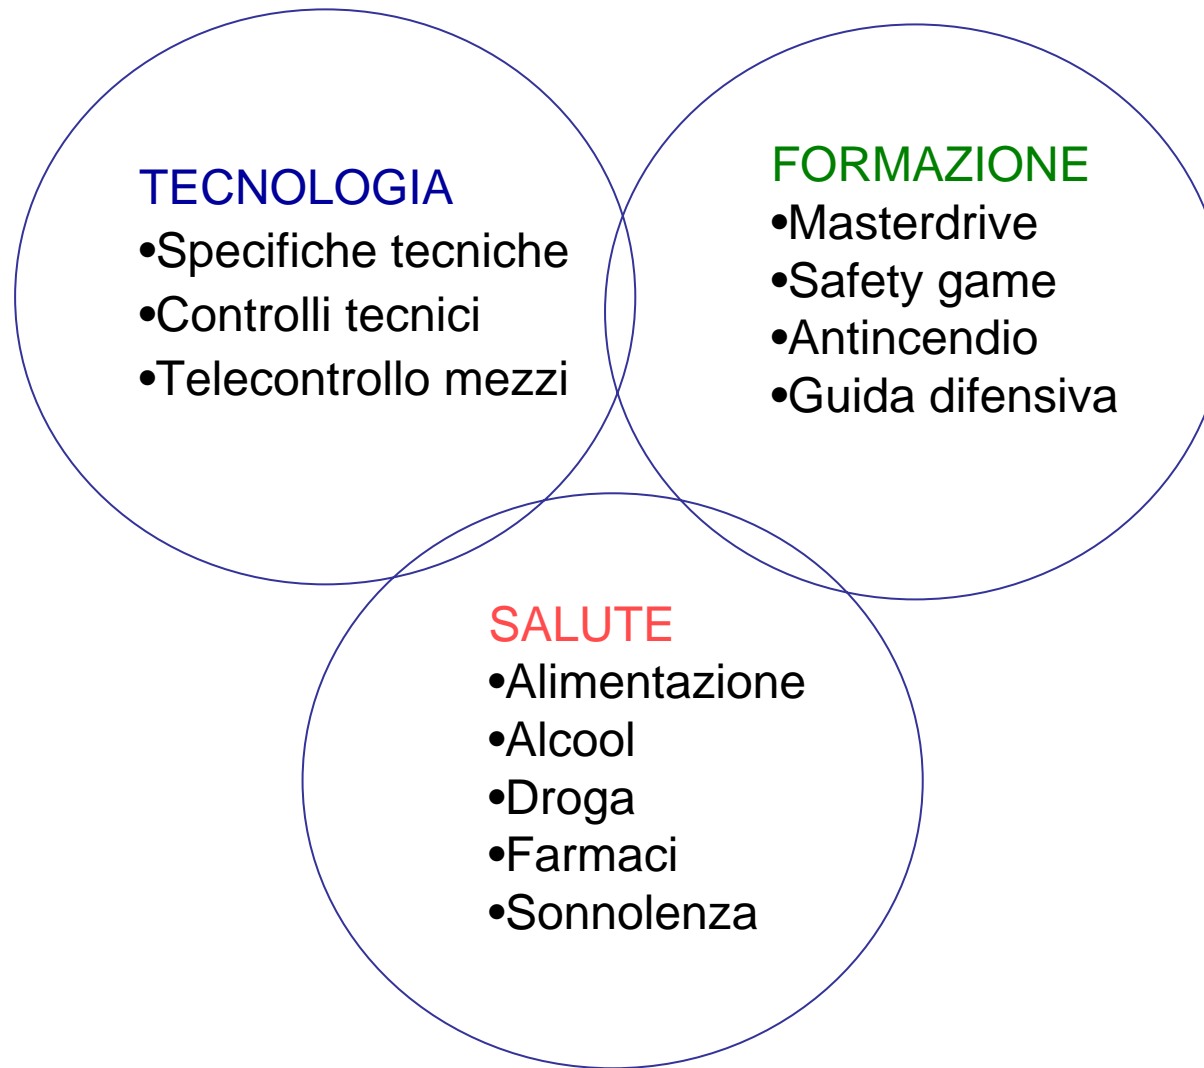 TECNOLOGIA
•Specifiche tecniche
•Controlli tecnici
•Telecontrollo mezzi
FORMAZIONE
•Masterdrive
•Safety game
•Antincendio
•Guida difensiva
SALUTE
•Alimentazione
•Alcool
•Droga
•Farmaci
•Sonnolenza